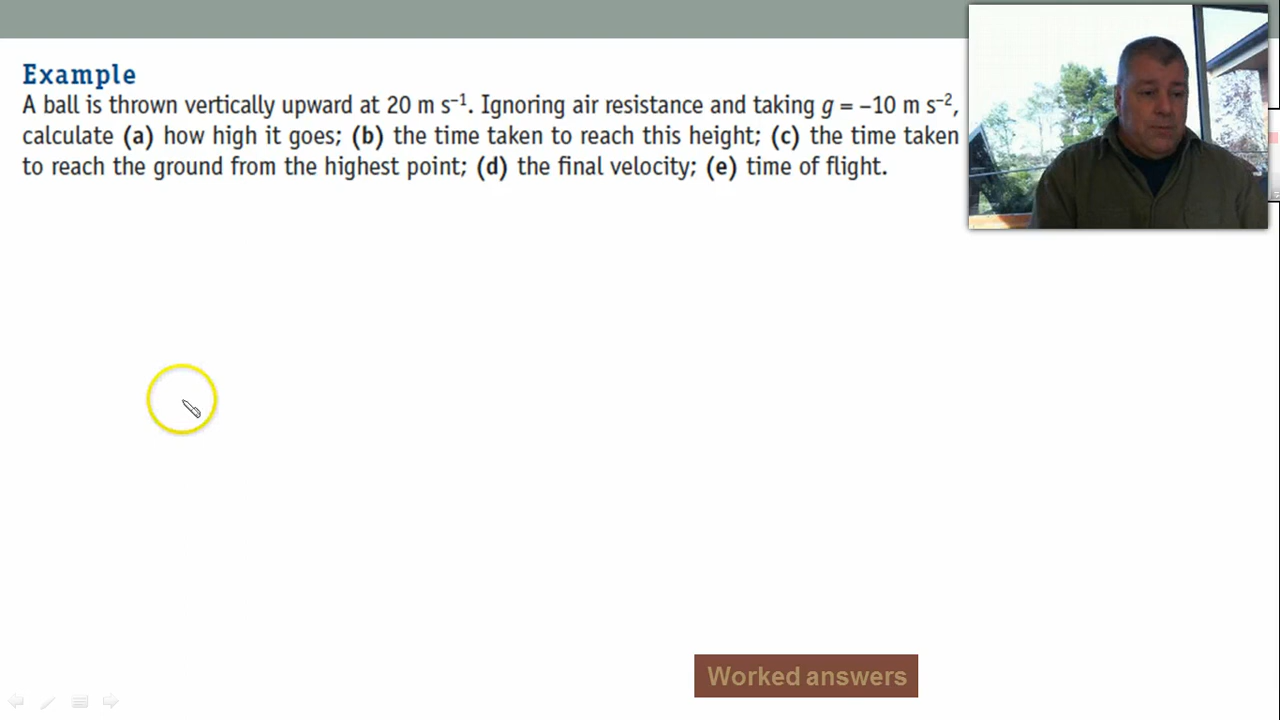 Example
A ball is thrown vertically upward at 20 m s⁻¹. Ignoring air resistance and taking g = –10 m s⁻²,
calculate (a) how high it goes; (b) the time taken to reach this height; (c) the time taken
to reach the ground from the highest point; (d) the final velocity; (e) time of flight.
Worked answers